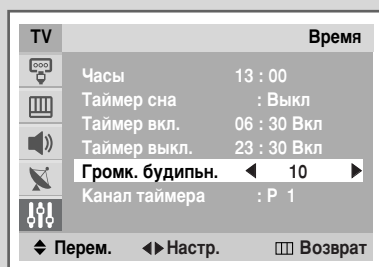 TV Время
Часы 13 : 00
Таймер сна : Выкл
Таймер вкл. 06 : 30 Вкл
Таймер выкл. 23 : 30 Вкл
Громк. будипьн. 10
Канал таймера : P 1
Перем. Настр. Возврат